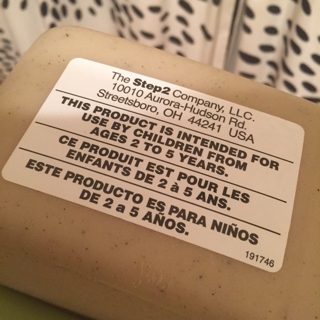 The Step2 Company, LLC.
10010 Aurora-Hudson Rd.
Streetsboro, OH 44241 USA
THIS PRODUCT IS INTENDED FOR
USE BY CHILDREN FROM
AGES 2 TO 5 YEARS.
CE PRODUIT EST POUR LES
ENFANTS DE 2 à 5 ANS.
ESTE PRODUCTO ES PARA NIÑOS
DE 2 a 5 AÑOS.
191746